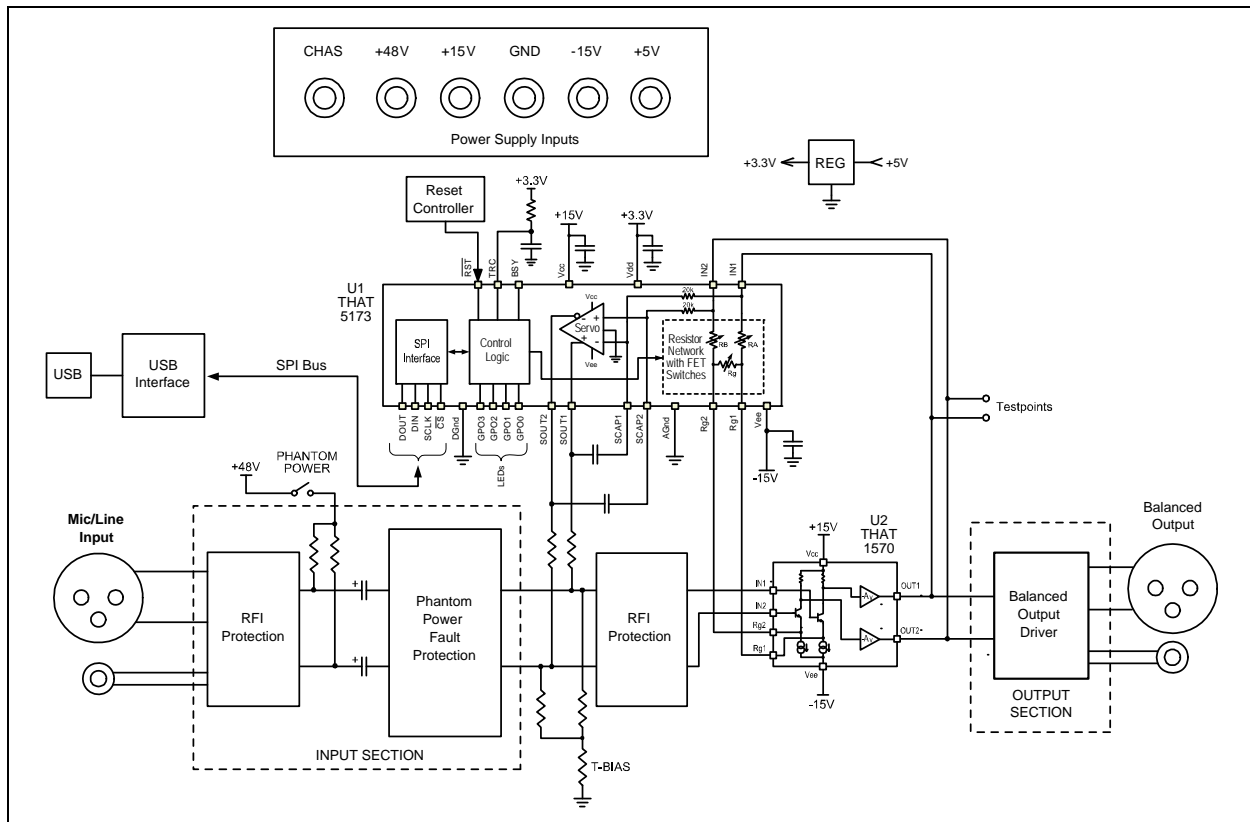 CHAS +48V +15V GND -15V +5V
Power Supply Inputs
+3.3V REG +5V
Reset
Controller
+3.3V
+15V
+3.3V
RST TRC BSY Vcc Vdd IN2 IN1
U1
THAT
5173
20k
20k
Vcc
Servo
Vee
SPI
Interface
Control
Logic
Resistor
Network
with FET
Switches
RB
RA
Rg
USB
USB
Interface
SPI Bus
DOUT DIN SCLK CS DGnd GPO3 GPO2 GPO1 GPO0 SOUT2 SOUT1 SCAP1 SCAP2 AGnd Rg2 Rg1 Vee
LEDs
-15V
Testpoints
+48V
PHANTOM
POWER
Mic/Line
Input
RFI
Protection
Phantom
Power
Fault
Protection
INPUT SECTION
RFI
Protection
T-BIAS
+15V
U2
THAT
1570
Vcc
IN1
IN2
Rg2
Rg1
-Av
-Av
OUT1
OUT2
Vee
-15V
Balanced
Output
Driver
OUTPUT
SECTION
Balanced
Output